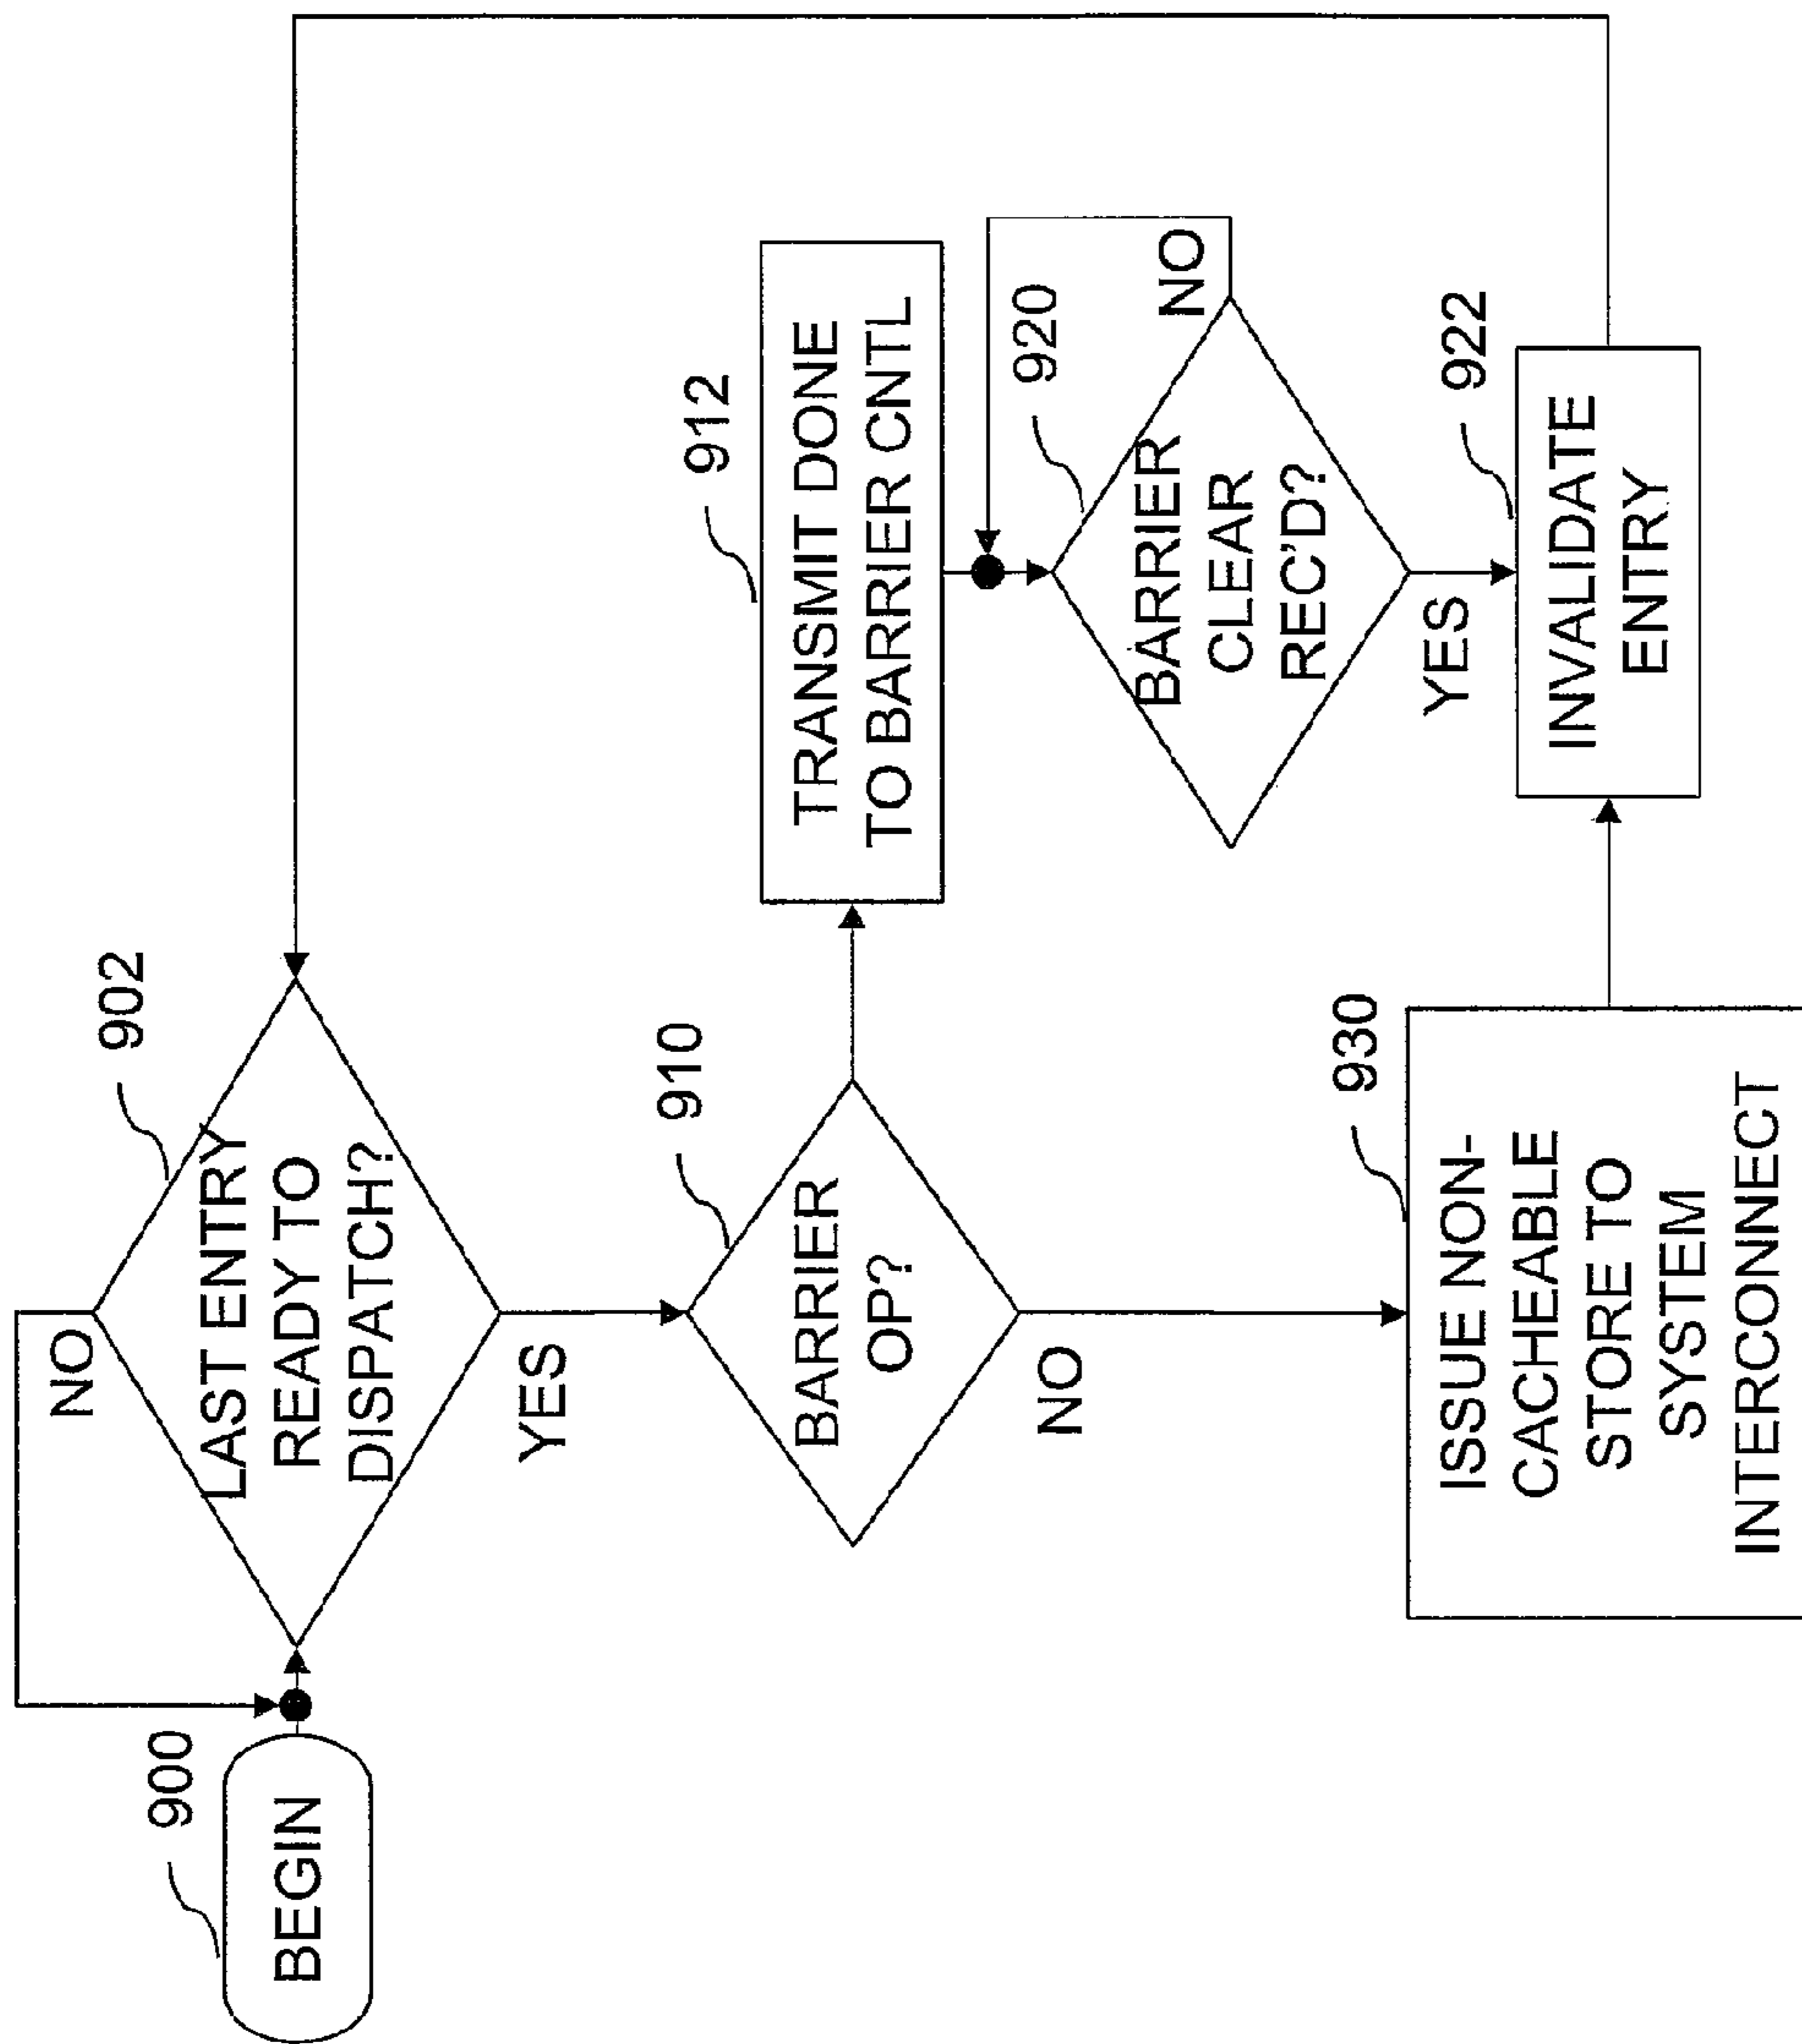 900
BEGIN
NO
902
LAST ENTRY
READY TO
DISPATCH?
YES
910
BARRIER
OP?
NO
912
TRANSMIT DONE
TO BARRIER CNTL
920
NO
BARRIER
CLEAR
REC'D?
YES
930
ISSUE NON-
CACHEABLE
STORE TO
SYSTEM
INTERCONNECT
922
INVALIDATE
ENTRY